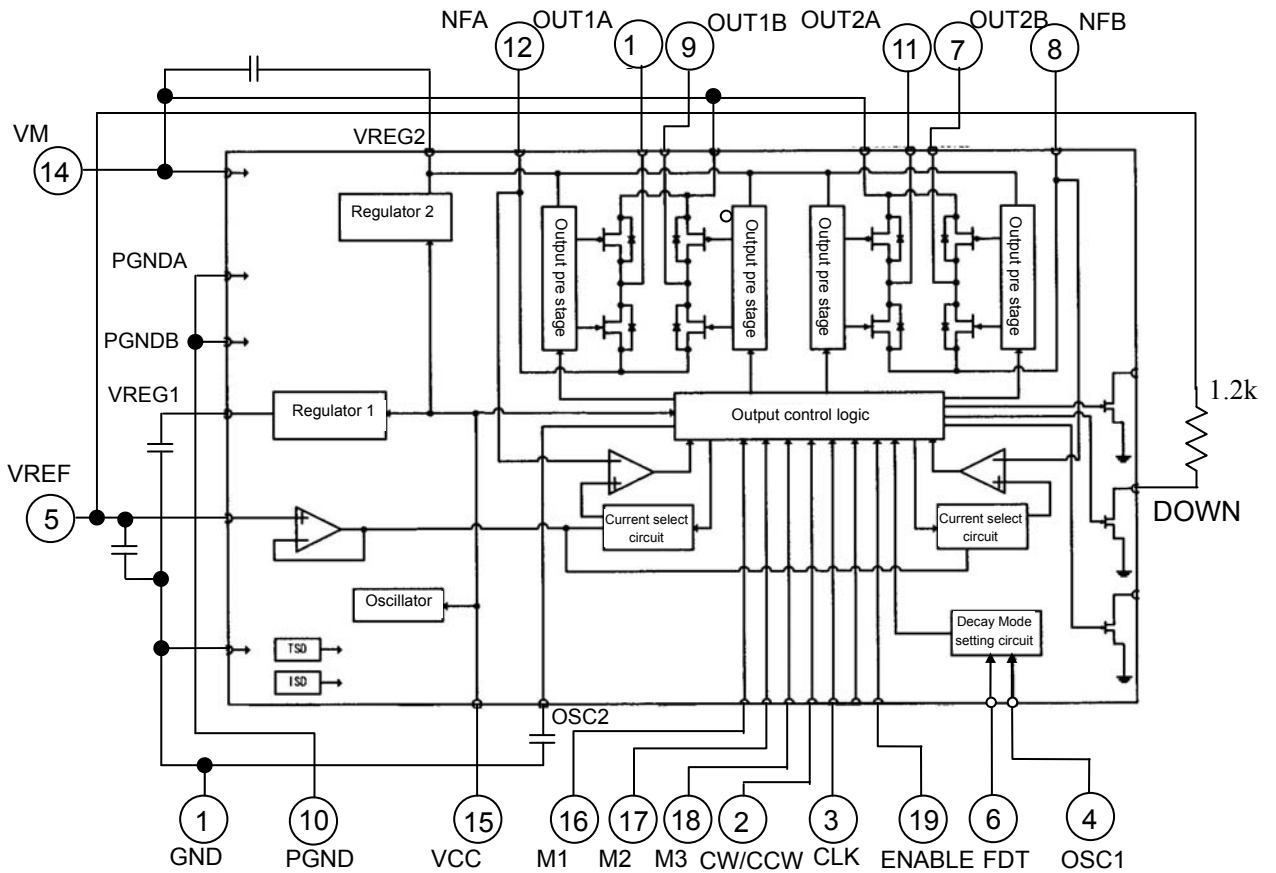 NFA OUT1A OUT1B OUT2A OUT2B NFB
12 1 9 11 7 8
VM
14
VREG2
Regulator 2
Output pre stage
Output pre stage
Output pre stage
Output pre stage
PGNDA
PGNDB
VREG1
Regulator 1
Output control logic
1.2k
VREF
5
+
+
+
Current select
circuit
Current select
circuit
DOWN
Oscillator
Decay Mode
setting circuit
TSD
ISD
OSC2
1 10 15 16 17 18 2 3 19 6 4
GND PGND VCC M1 M2 M3 CW/CCW CLK ENABLE FDT OSC1